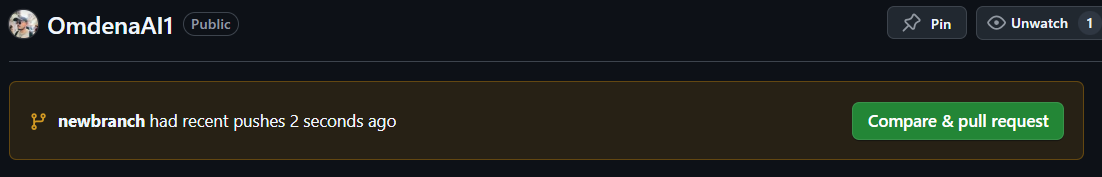 OmdenaAI1 Public Pin Unwatch 1
newbranch had recent pushes 2 seconds ago Compare & pull request